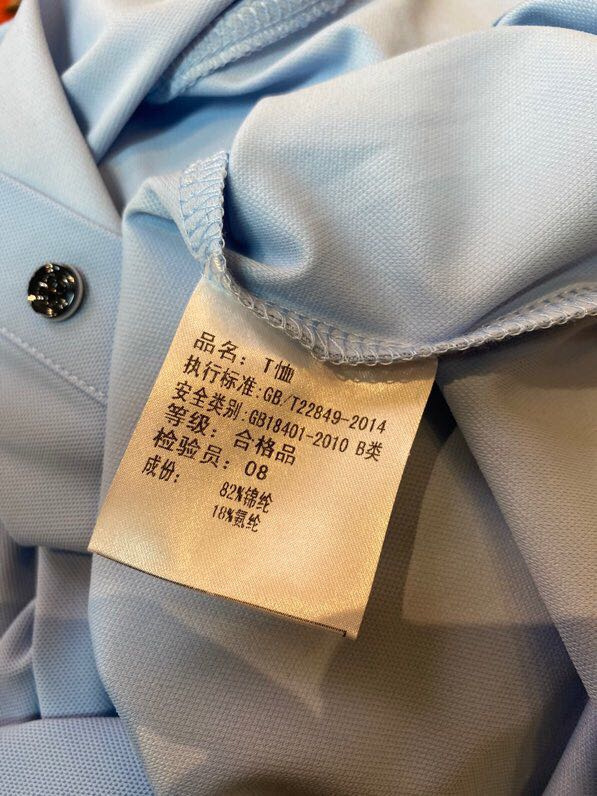 品名：T恤
执行标准:GB/T22849-2014
安全类别:GB18401-2010 B类
等级：合格品
检验员：08
成份：
82%锦纶
18%氨纶